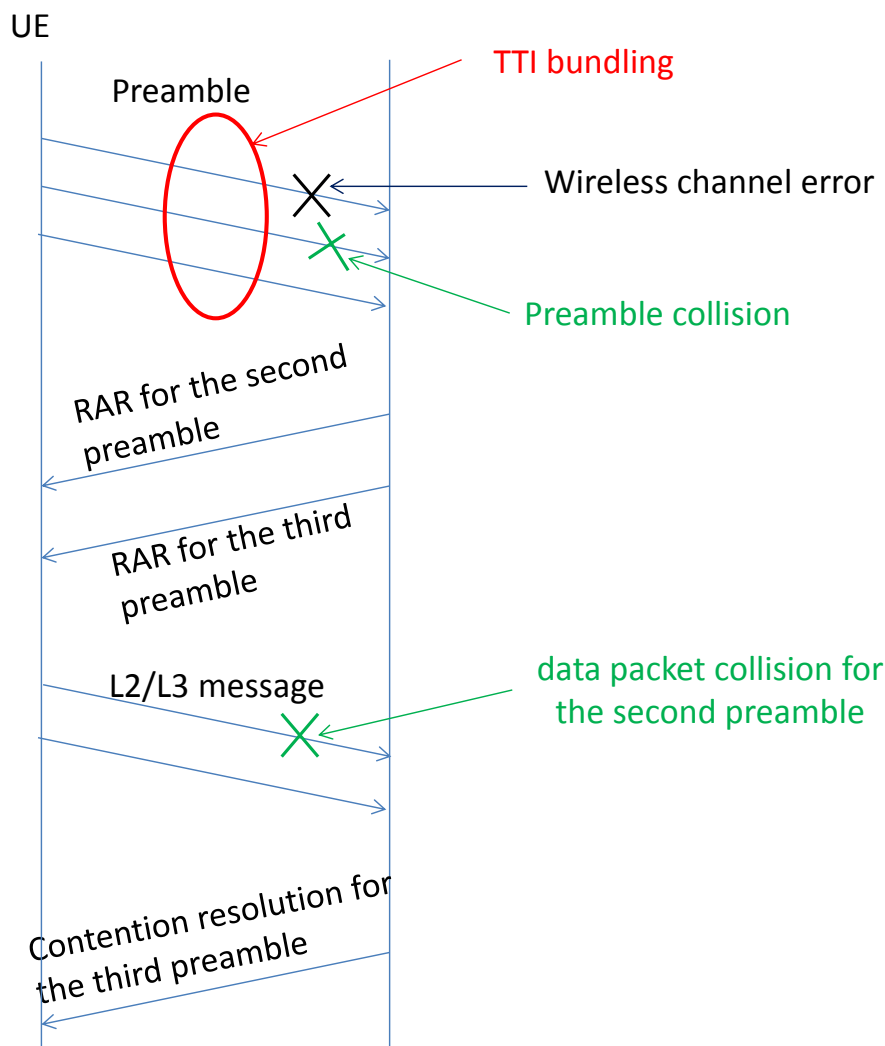 UE
TTI bundling
Preamble
Wireless channel error
Preamble collision
RAR for the second
preamble
RAR for the third
preamble
L2/L3 message
data packet collision for
the second preamble
Contention resolution for
the third preamble